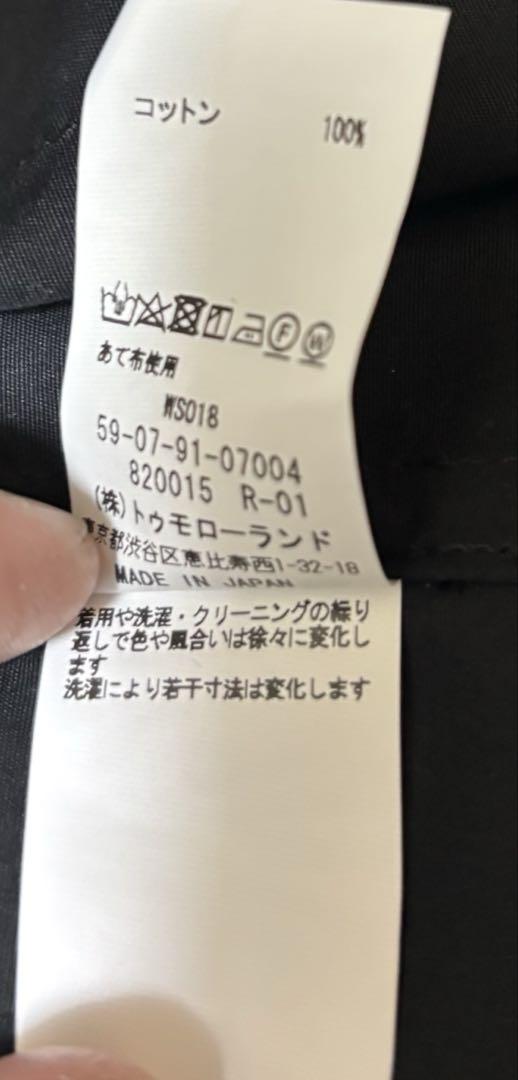 コットン 100%
あて布使用
WS018
59-07-91-07004
820015 R-01
(株)トゥモローランド
東京都渋谷区恵比寿西1-32-18
MADE IN JAPAN
着用や洗濯・クリーニングの繰り
返しで色や風合いは徐々に変化し
ます
洗濯により若干寸法は変化します